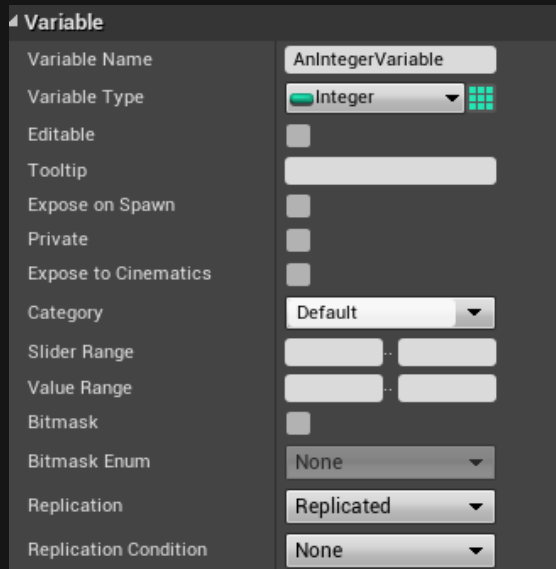 Variable
Variable Name AnIntegerVariable
Variable Type Integer
Editable
Tooltip
Expose on Spawn
Private
Expose to Cinematics
Category Default
Slider Range ..
Value Range ..
Bitmask
Bitmask Enum None
Replication Replicated
Replication Condition None